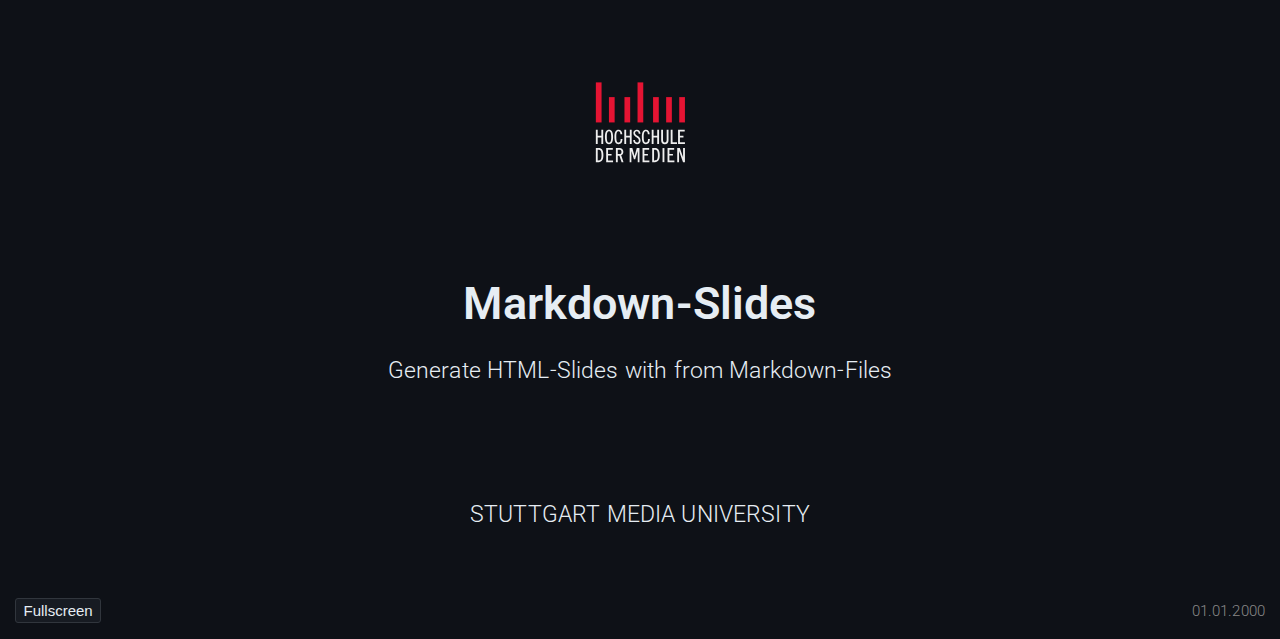 HOCHSCHULE
DER MEDIEN
Markdown-Slides
Generate HTML-Slides with from Markdown-Files
STUTTGART MEDIA UNIVERSITY
Fullscreen
01.01.2000